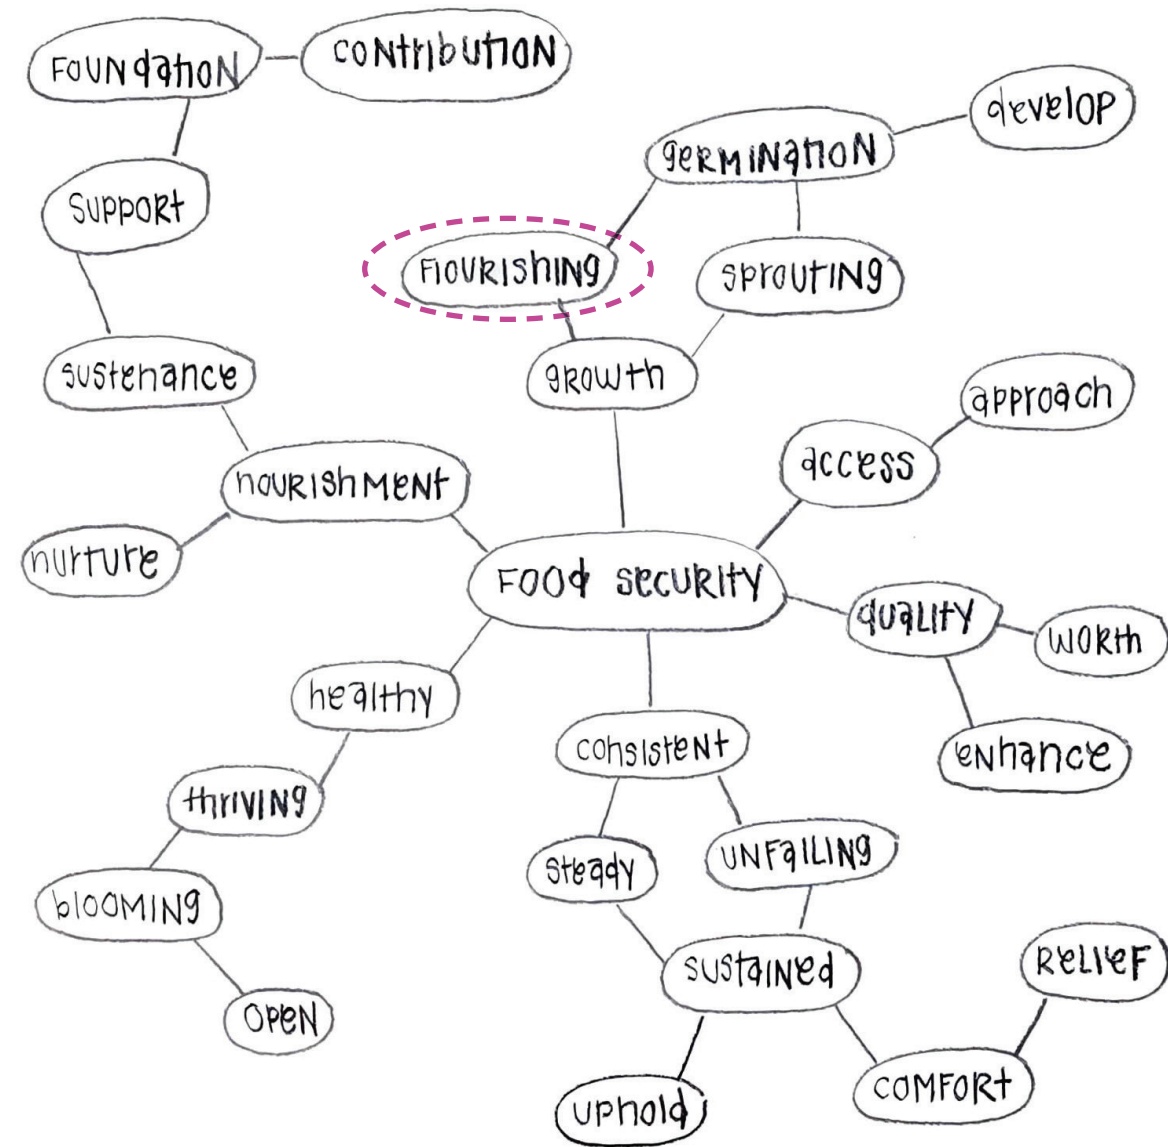 FOUNdatioN
CONtribUtiON
develOP
geRMINatiON
SUPPORt
FlOURIShINg
SPROUTINg
sustenance
gROWth
approach
access
nOURIShMENt
nurture
FOOd SecURItY
qUaLItY
WORth
healthy
cOnsisteNt
eNhaNce
thriVINg
UNFaILINg
Steady
blOOMINg
RELIeF
SUStaINed
OPeN
COMFORt
UPhold